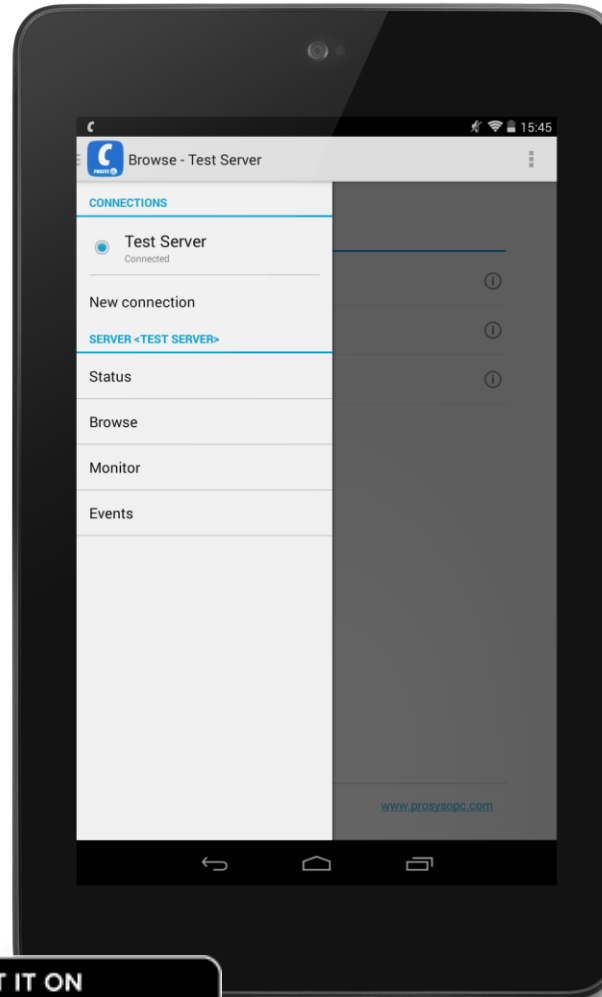 15:45
Browse - Test Server
CONNECTIONS
Test Server
Connected
New connection
SERVER <TEST SERVER>
Status
Browse
Monitor
Events
www.prosysopc.com
IT ON